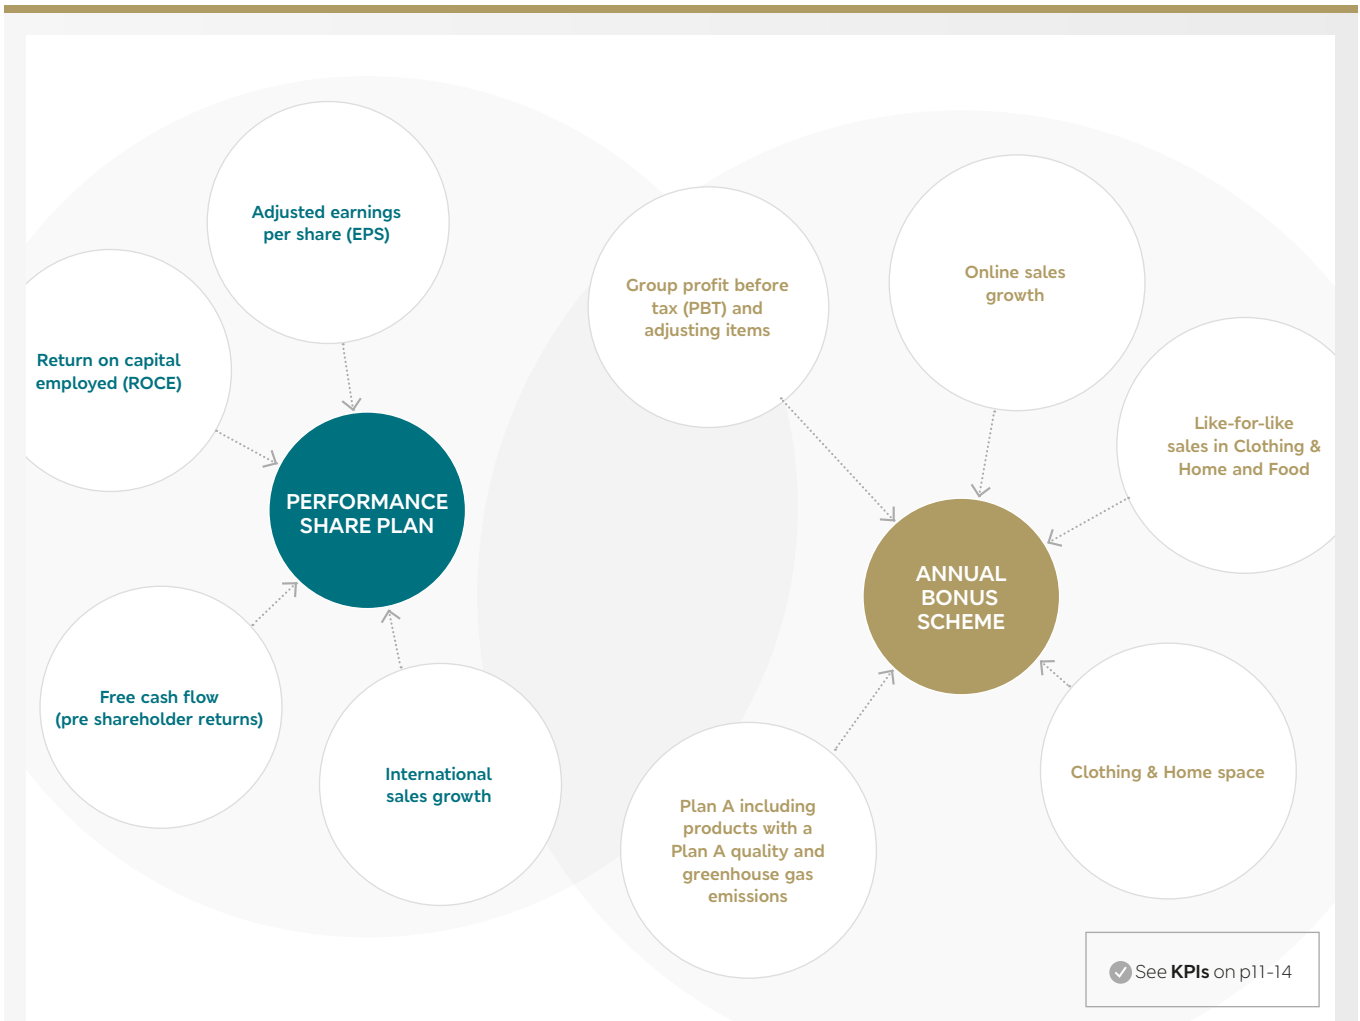 Adjusted earnings
per share (EPS)
Return on capital
employed (ROCE)
PERFORMANCE
SHARE PLAN
Free cash flow
(pre shareholder returns)
International
sales growth
Group profit before
tax (PBT) and
adjusting items
Online sales
growth
Like-for-like
sales in Clothing &
Home and Food
ANNUAL
BONUS
SCHEME
Clothing & Home space
Plan A including
products with a
Plan A quality and
greenhouse gas
emissions
See KPIs on p11-14